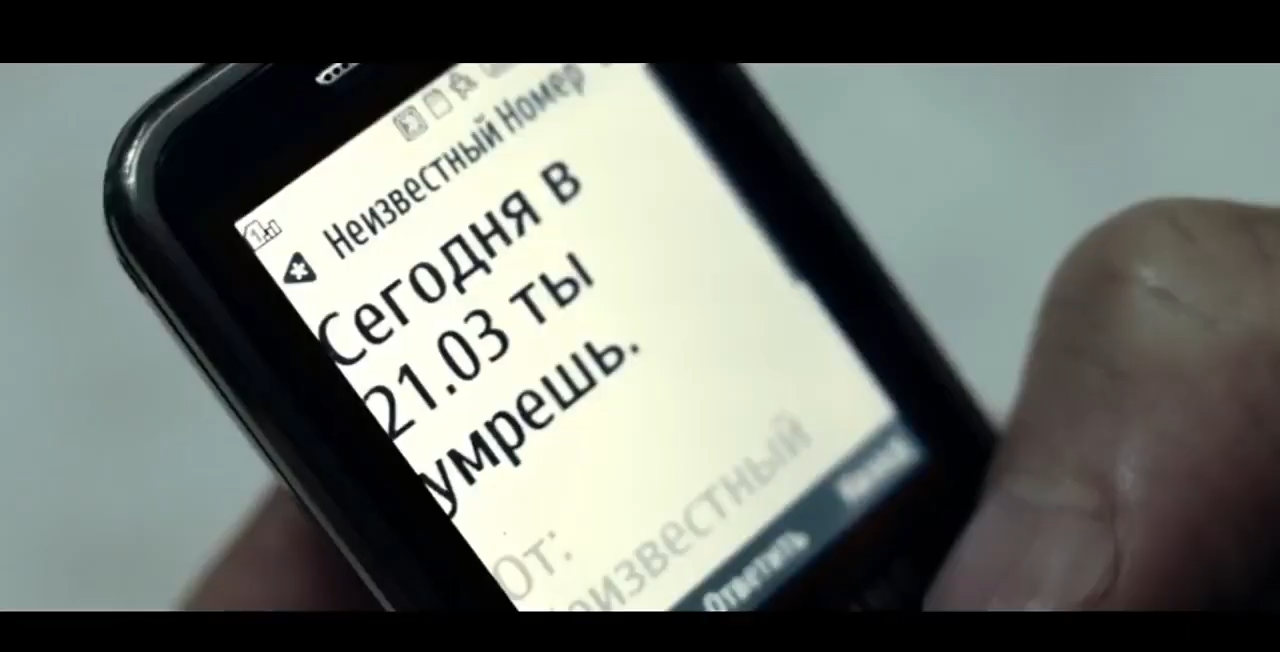 Неизвестный Номер
Сегодня в
21.03 ты
умрешь.
От:
Неизвестный
Ответить